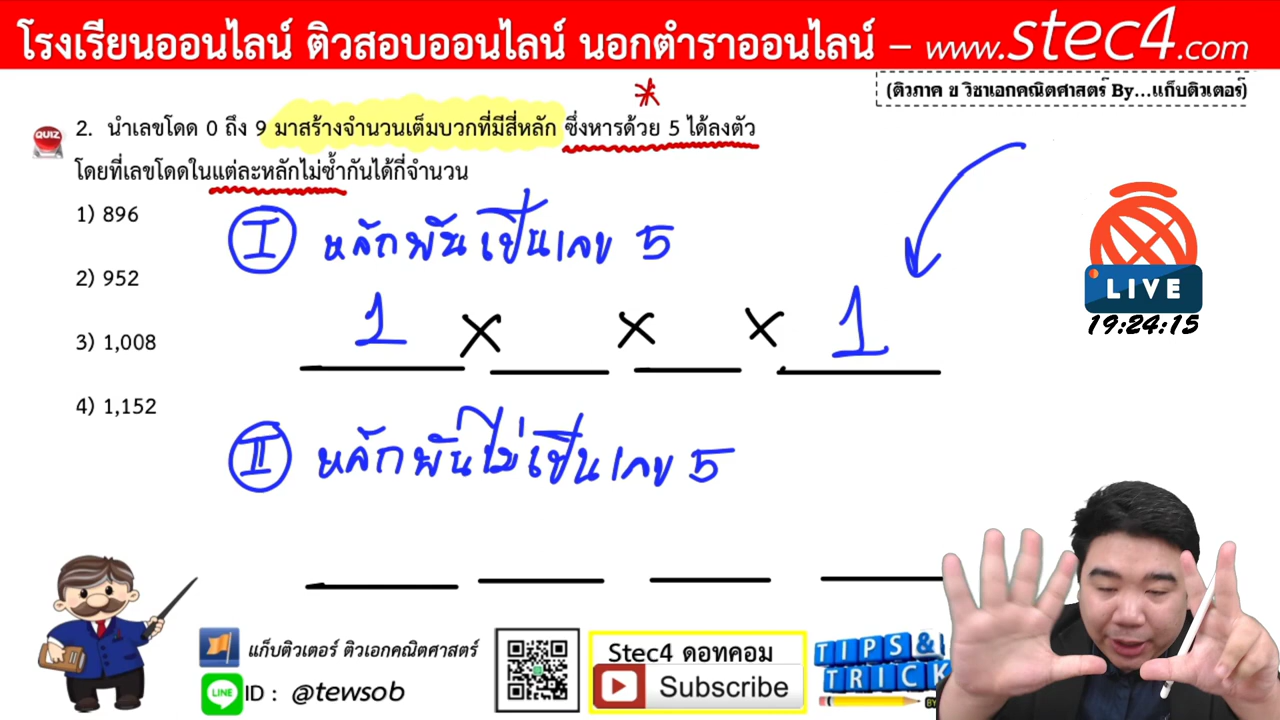 โรงเรียนออนไลน์ ติวสอบออนไลน์ นอกตำราออนไลน์ – www.stec4.com
(ติวภาค ข วิชาเอกคณิตศาสตร์ By...แก็บติวเตอร์)
QUIZ
2. นำเลขโดด 0 ถึง 9 มาสร้างจำนวนเต็มบวกที่มีสี่หลัก ซึ่งหารด้วย 5 ได้ลงตัว
โดยที่เลขโดดในแต่ละหลักไม่ซ้ำกันได้กี่จำนวน
1) 896
I หลักพันเป็นเลข 5
2) 952
LIVE
19:24:15
1 × × × 1
3) 1,008
4) 1,152
II หลักพันไม่เป็นเลข 5
แก็บติวเตอร์ ติวเอกคณิตศาสตร์
LINE ID : @tewsob
Stec4 ดอทคอม
Subscribe
TIPS &
TRICK
BY